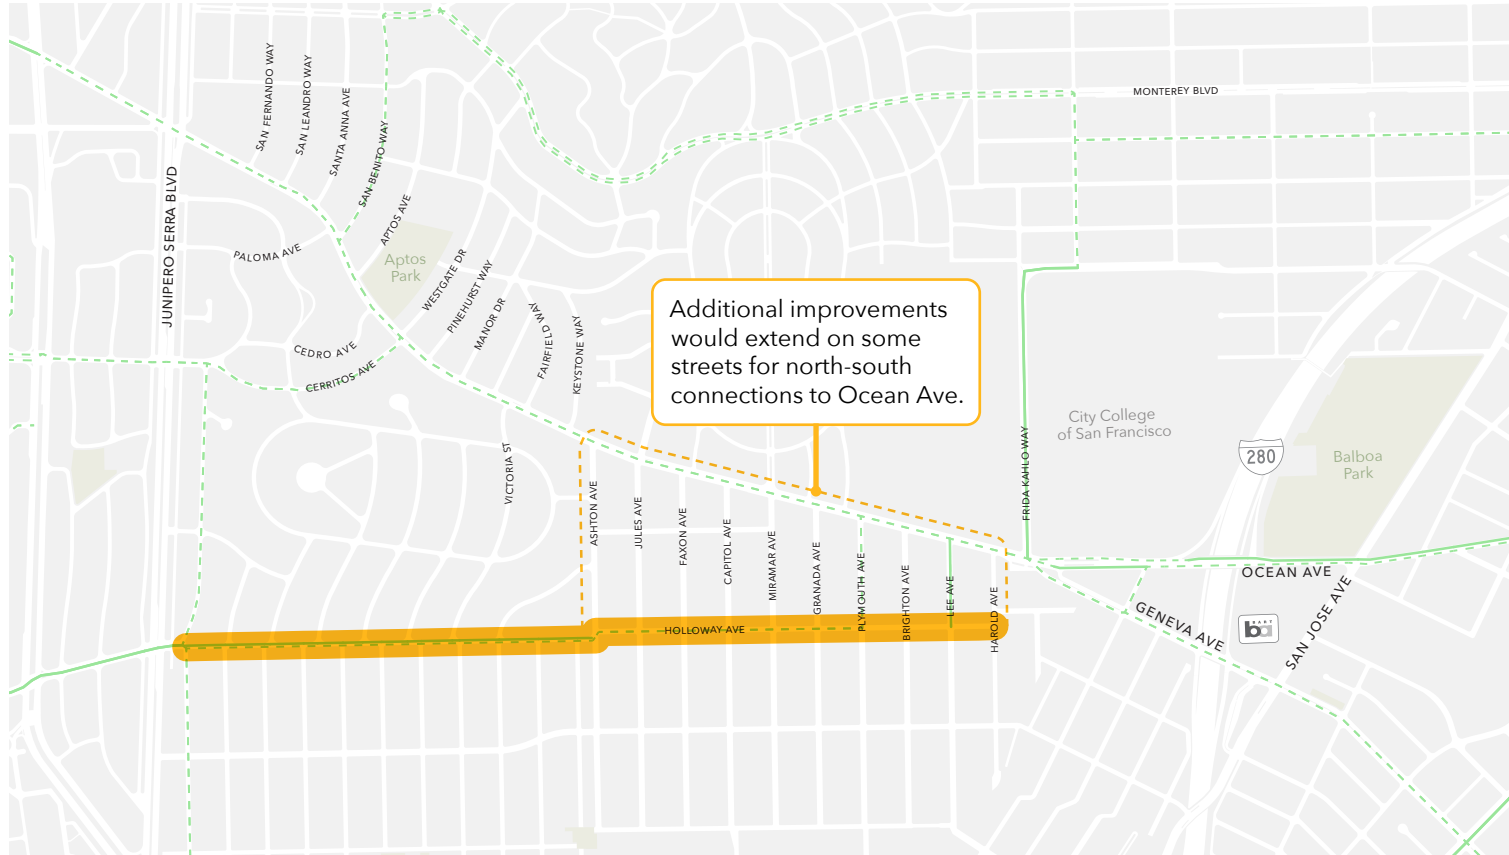 MONTEREY BLVD
SAN FERNANDO WAY
SAN LEANDRO WAY
SANTA ANNA AVE
SAN BENITO WAY
APTOS AVE
JUNIPERO SERRA BLVD
PALOMA AVE
Aptos
Park
WESTGATE DR
PINEHURST WAY
MANOR DR
FAIRFIELD WAY
KEYSTONE WAY
CEDRO AVE
CERRITOS AVE
Additional improvements
would extend on some
streets for north-south
connections to Ocean Ave.
City College
of San Francisco
280
Balboa
Park
FRIDA KAHLO WAY
VICTORIA ST
ASHTON AVE
JULES AVE
FAXON AVE
CAPITOL AVE
MIRAMAR AVE
GRANADA AVE
PLYMOUTH AVE
BRIGHTON AVE
LEE AVE
HAROLD AVE
HOLLOWAY AVE
OCEAN AVE
GENEVA AVE
SAN JOSE AVE
BART
ba